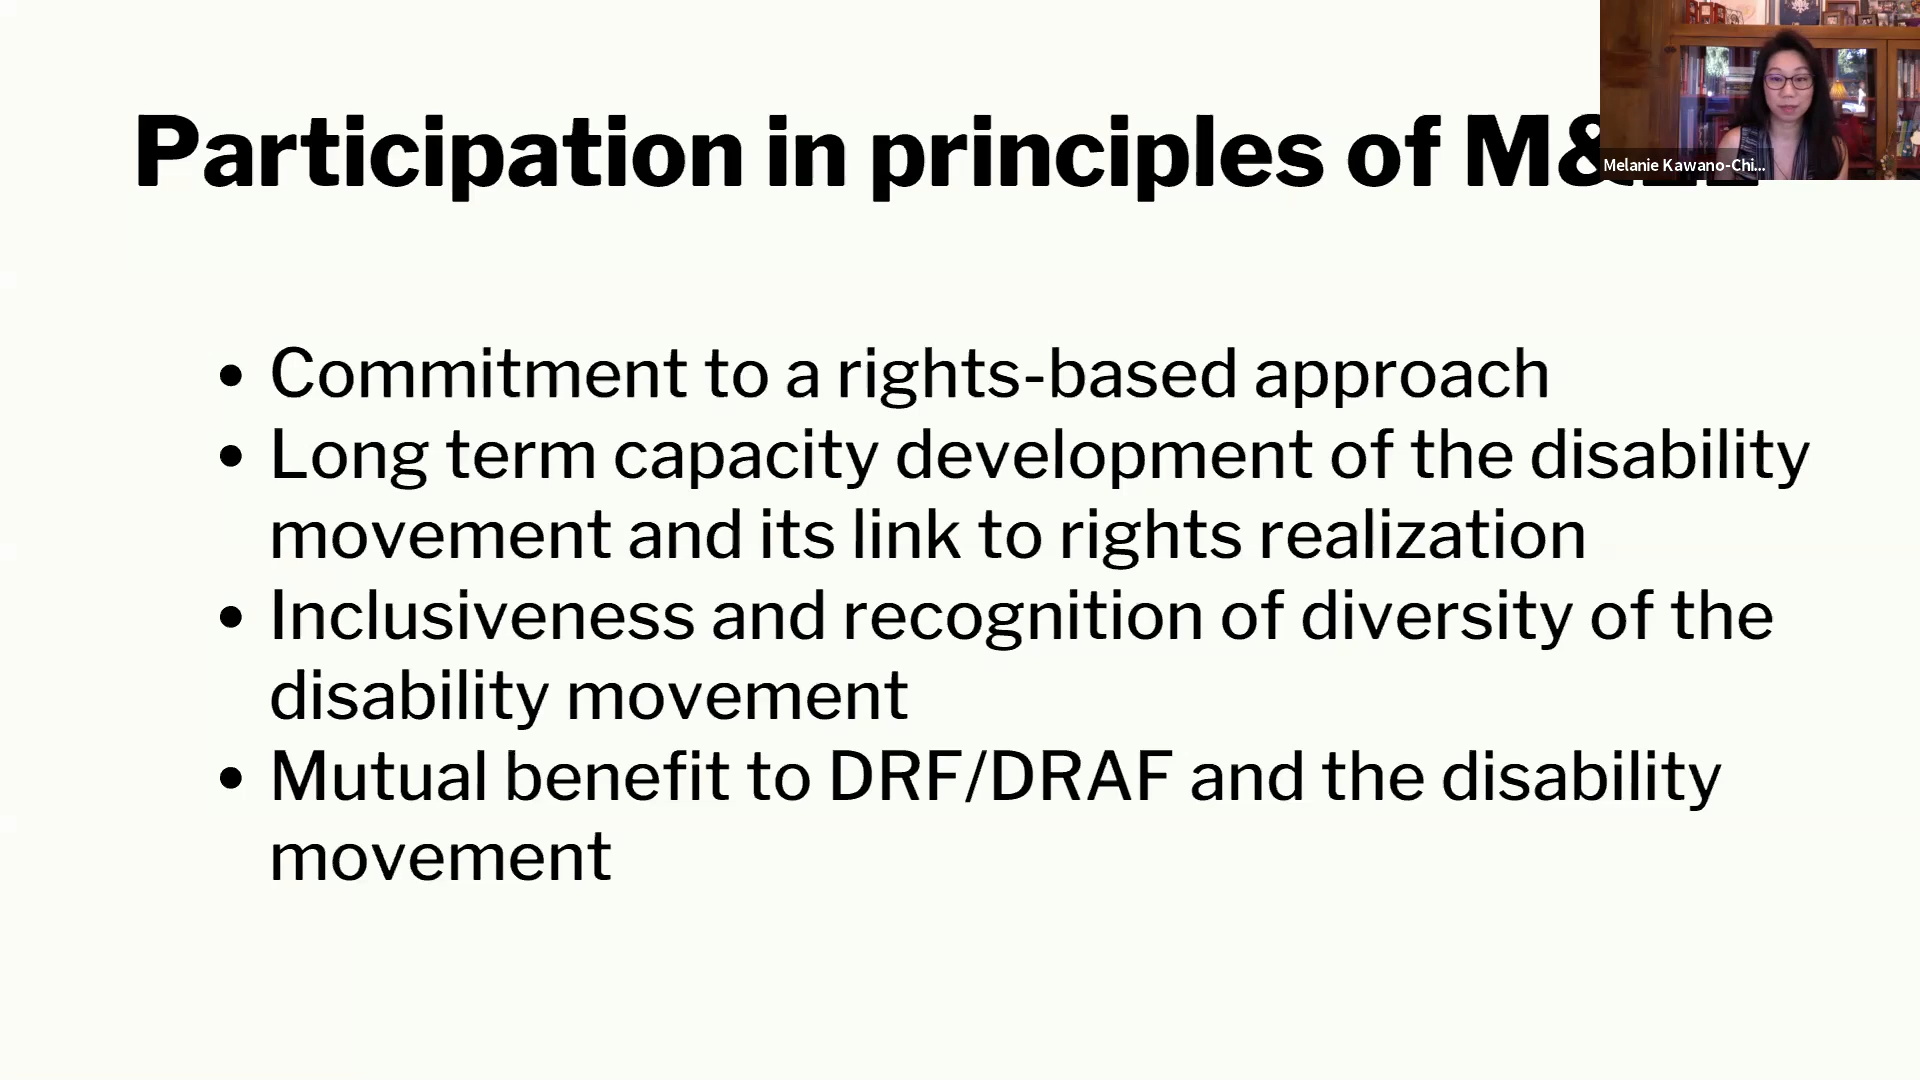 Participation in principles of M&
Melanie Kawano-Chi...
• Commitment to a rights-based approach
• Long term capacity development of the disability
movement and its link to rights realization
• Inclusiveness and recognition of diversity of the
disability movement
• Mutual benefit to DRF/DRAF and the disability
movement